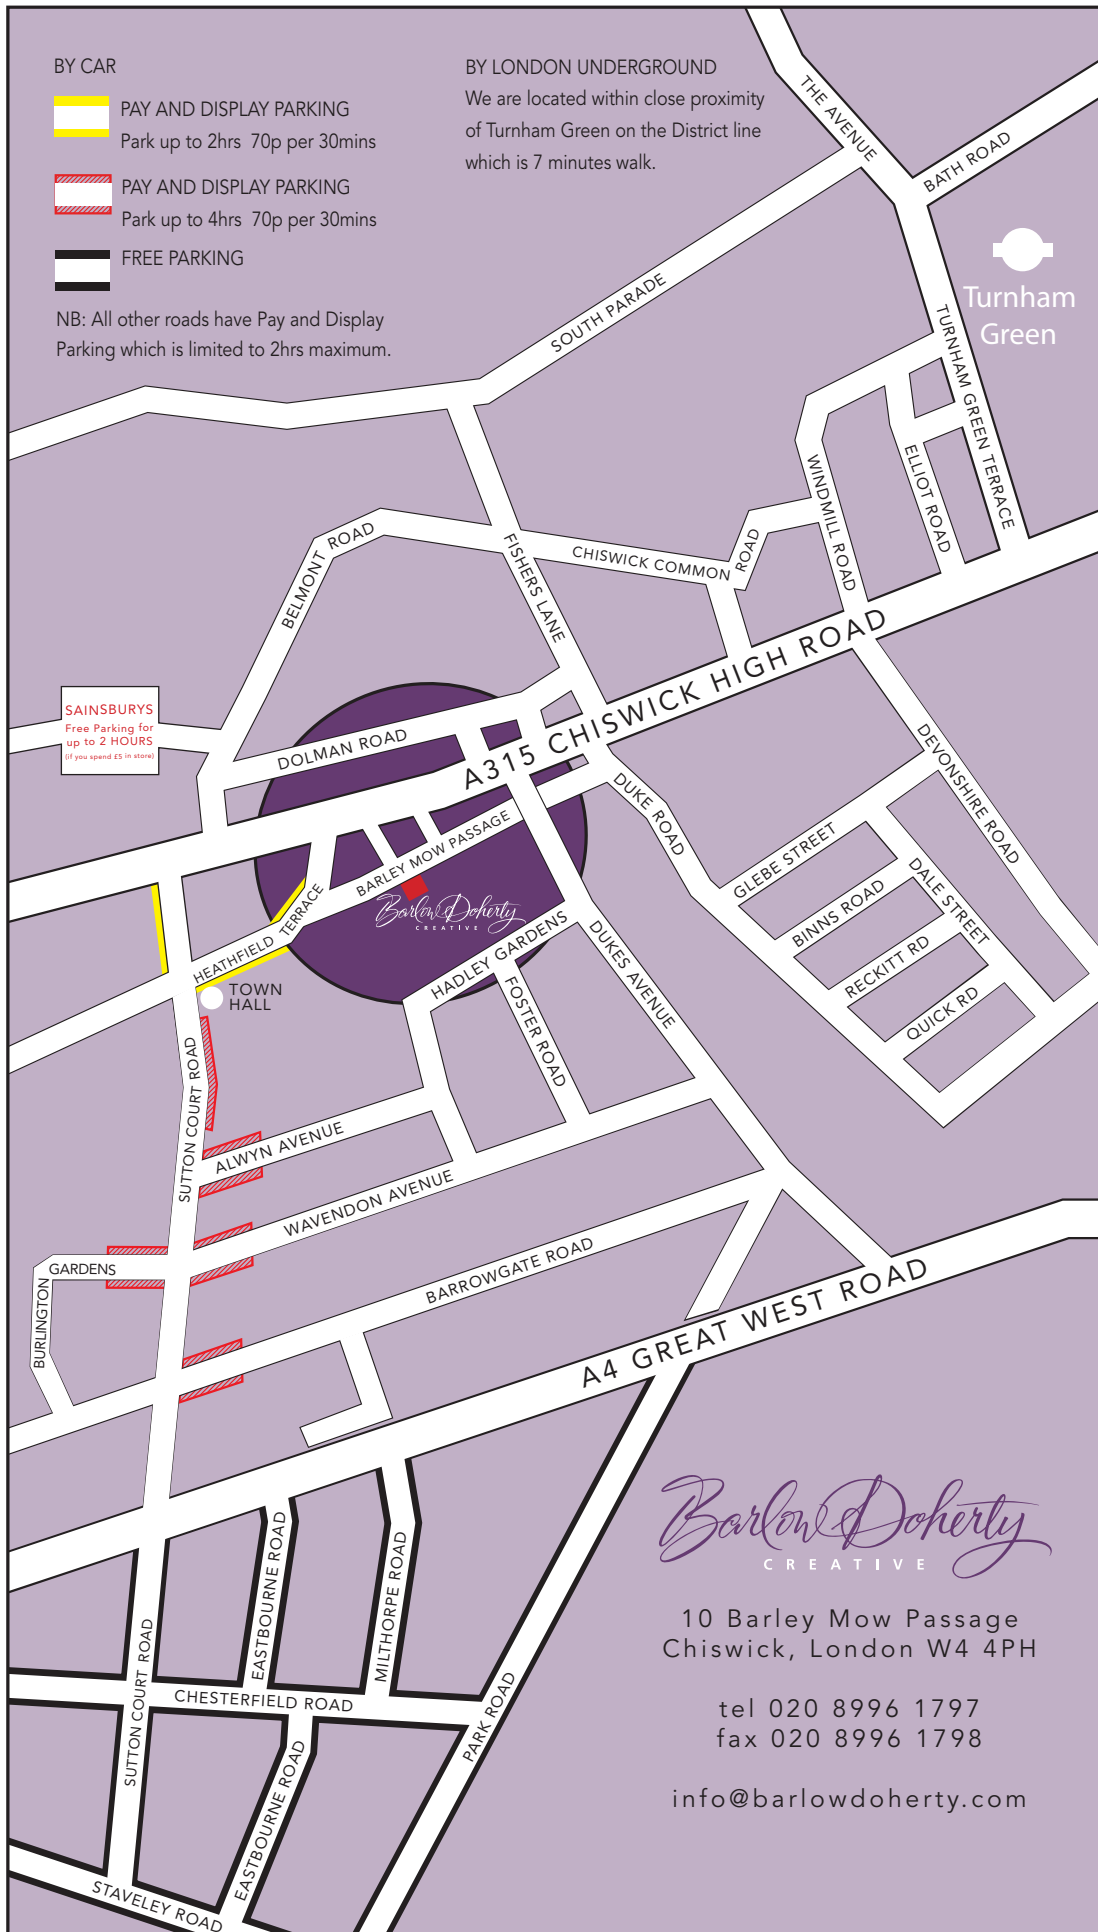 BY CAR
PAY AND DISPLAY PARKING
Park up to 2hrs 70p per 30mins
PAY AND DISPLAY PARKING
Park up to 4hrs 70p per 30mins
FREE PARKING
NB: All other roads have Pay and Display
Parking which is limited to 2hrs maximum.
BY LONDON UNDERGROUND
We are located within close proximity
of Turnham Green on the District line
which is 7 minutes walk.
THE AVENUE
BATH ROAD
Turnham
Green
SOUTH PARADE
TURNHAM GREEN TERRACE
ELLIOT ROAD
WINDMILL ROAD
BELMONT ROAD
FISHERS LANE
CHISWICK COMMON ROAD
A315 CHISWICK HIGH ROAD
SAINSBURYS
Free Parking for
up to 2 HOURS
(if you spend £5 in store)
DOLMAN ROAD
DUKE ROAD
DEVONSHIRE ROAD
BARLEY MOW PASSAGE
GLEBE STREET
BINNS ROAD
DALE STREET
RECKITT RD
QUICK RD
HEATHFIELD TERRACE
Barlow Doherty
CREATIVE
HADLEY GARDENS
DUKES AVENUE
FOSTER ROAD
TOWN
HALL
SUTTON COURT ROAD
ALWYN AVENUE
WAVENDON AVENUE
BURLINGTON GARDENS
BARROWGATE ROAD
A4 GREAT WEST ROAD
EASTBOURNE ROAD
MILTHORPE ROAD
SUTTON COURT ROAD
CHESTERFIELD ROAD
PARK ROAD
EASTBOURNE ROAD
STAVELEY ROAD
Barlow Doherty
CREATIVE
10 Barley Mow Passage
Chiswick, London W4 4PH
tel 020 8996 1797
fax 020 8996 1798
info@barlowdoherty.com